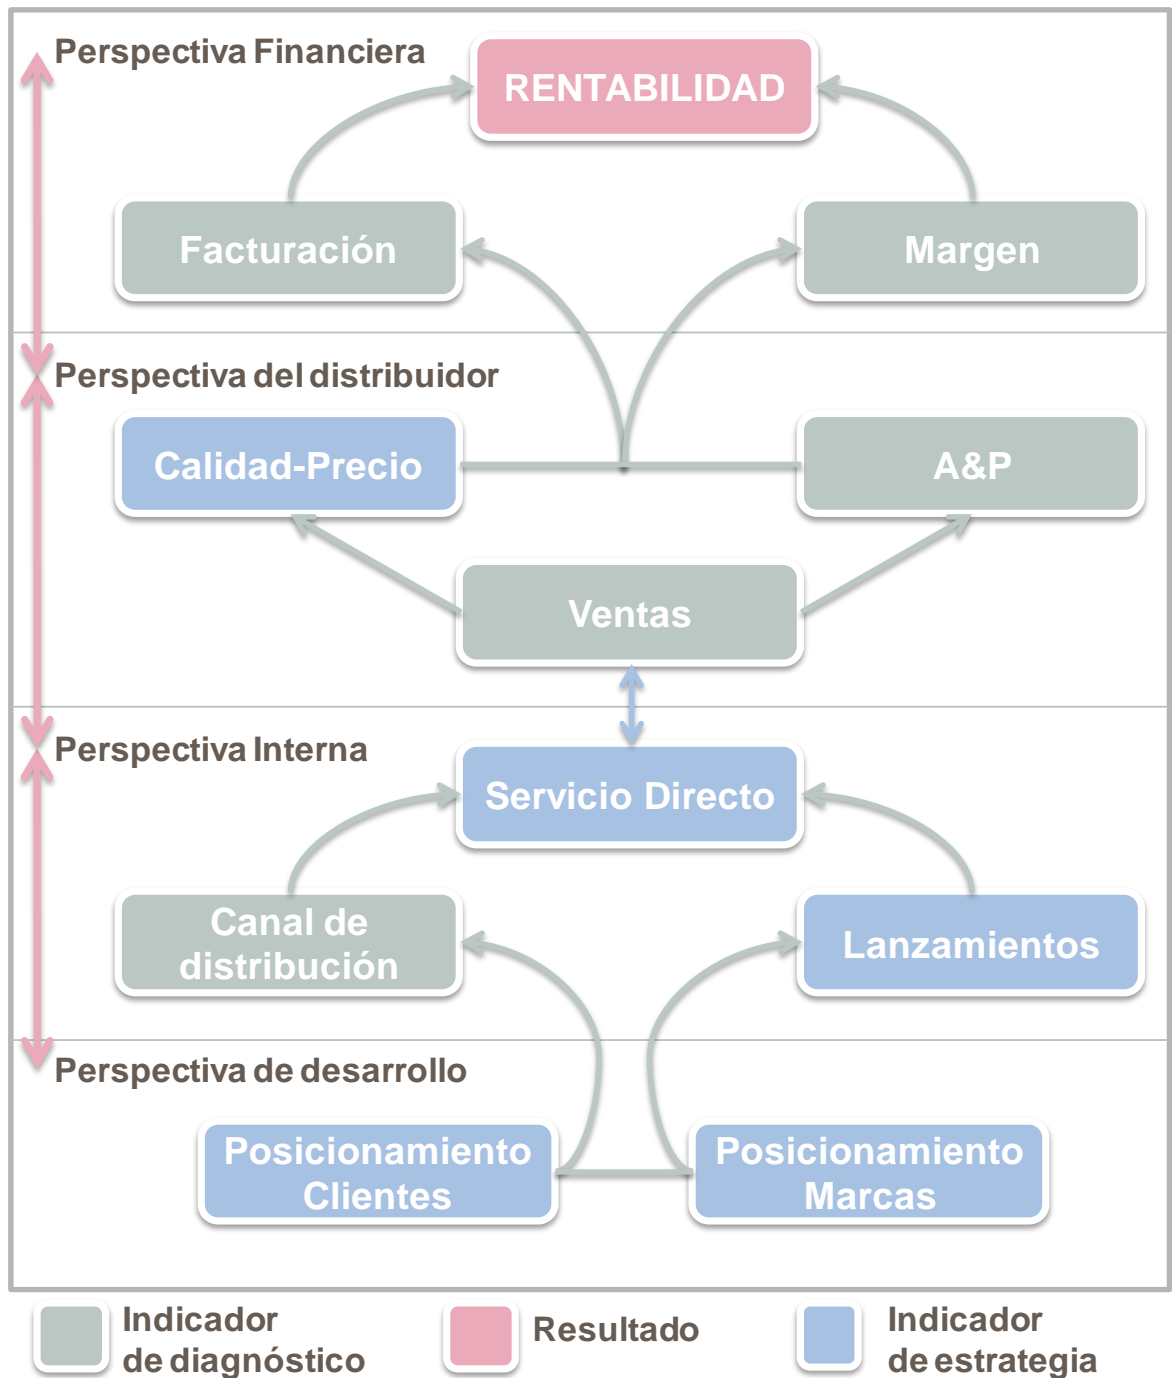 Perspectiva Financiera
RENTABILIDAD
Facturación
Margen
Perspectiva del distribuidor
Calidad-Precio
A&P
Ventas
Perspectiva Interna
Servicio Directo
Canal de
distribución
Lanzamientos
Perspectiva de desarrollo
Posicionamiento
Clientes
Posicionamiento
Marcas
Indicador
de diagnóstico
Resultado
Indicador
de estrategia